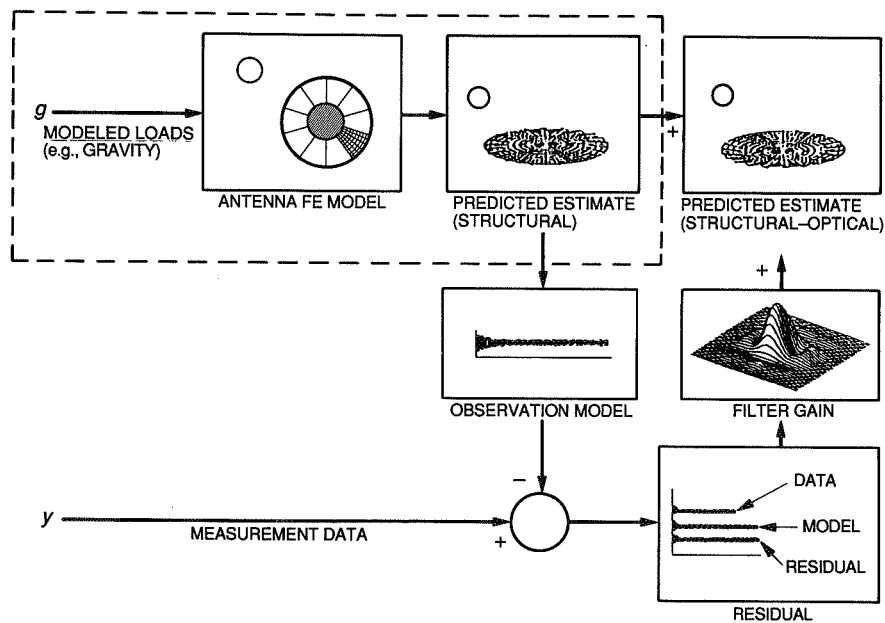 g
MODELED LOADS
(e.g., GRAVITY)
ANTENNA FE MODEL
PREDICTED ESTIMATE
(STRUCTURAL)
+
PREDICTED ESTIMATE
(STRUCTURAL–OPTICAL)
+
OBSERVATION MODEL
FILTER GAIN
–
y
MEASUREMENT DATA
+
DATA
MODEL
RESIDUAL
RESIDUAL